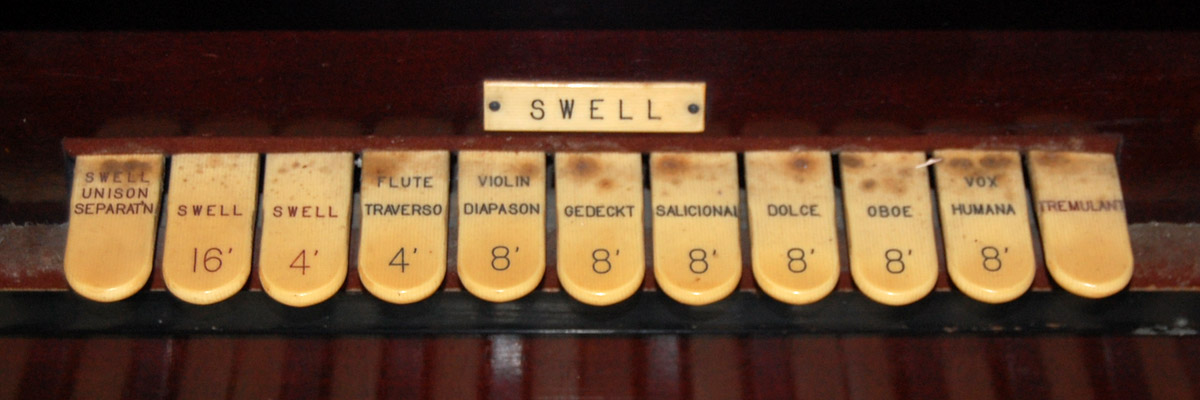 SWELL
SWELL
UNISON
SEPARAT'N
SWELL
16'
SWELL
4'
FLUTE
TRAVERSO
4'
VIOLIN
DIAPASON
8'
GEDECKT
8'
SALICIONAL
8'
DOLCE
8'
OBOE
8'
VOX
HUMANA
8'
TREMULANT